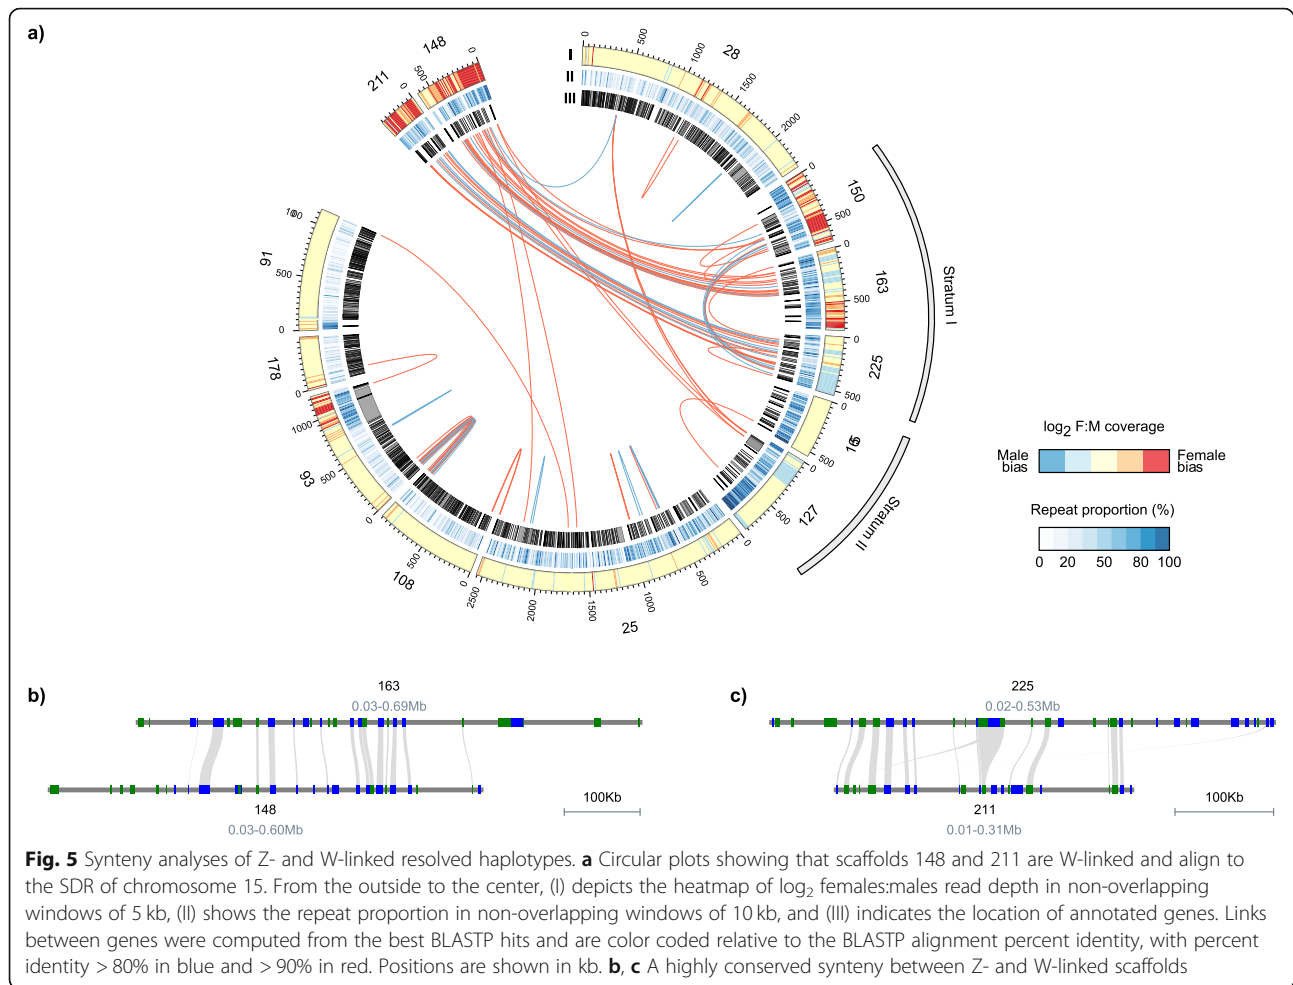 a)
148
211
0
500
0
I
II
III
0
500
1000
28
1500
2000
0
150
500
0
163
500
0
225
500
0
500
0
127
500
0
Stratum I
Stratum II
500
1000
25
1500
2000
2500
0
108
500
0
93
500
1000
0
178
0
91
500
log2 F:M coverage
Male bias
Female bias
Repeat proportion (%)
0 20 50 80 100
b)
163
0.03-0.69Mb
148
0.03-0.60Mb
100Kb
c)
225
0.02-0.53Mb
211
0.01-0.31Mb
100Kb
Fig. 5 Synteny analyses of Z- and W-linked resolved haplotypes. a Circular plots showing that scaffolds 148 and 211 are W-linked and align to
the SDR of chromosome 15. From the outside to the center, (I) depicts the heatmap of log2 females:males read depth in non-overlapping
windows of 5 kb, (II) shows the repeat proportion in non-overlapping windows of 10 kb, and (III) indicates the location of annotated genes. Links
between genes were computed from the best BLASTP hits and are color coded relative to the BLASTP alignment percent identity, with percent
identity > 80% in blue and > 90% in red. Positions are shown in kb. b, c A highly conserved synteny between Z- and W-linked scaffolds